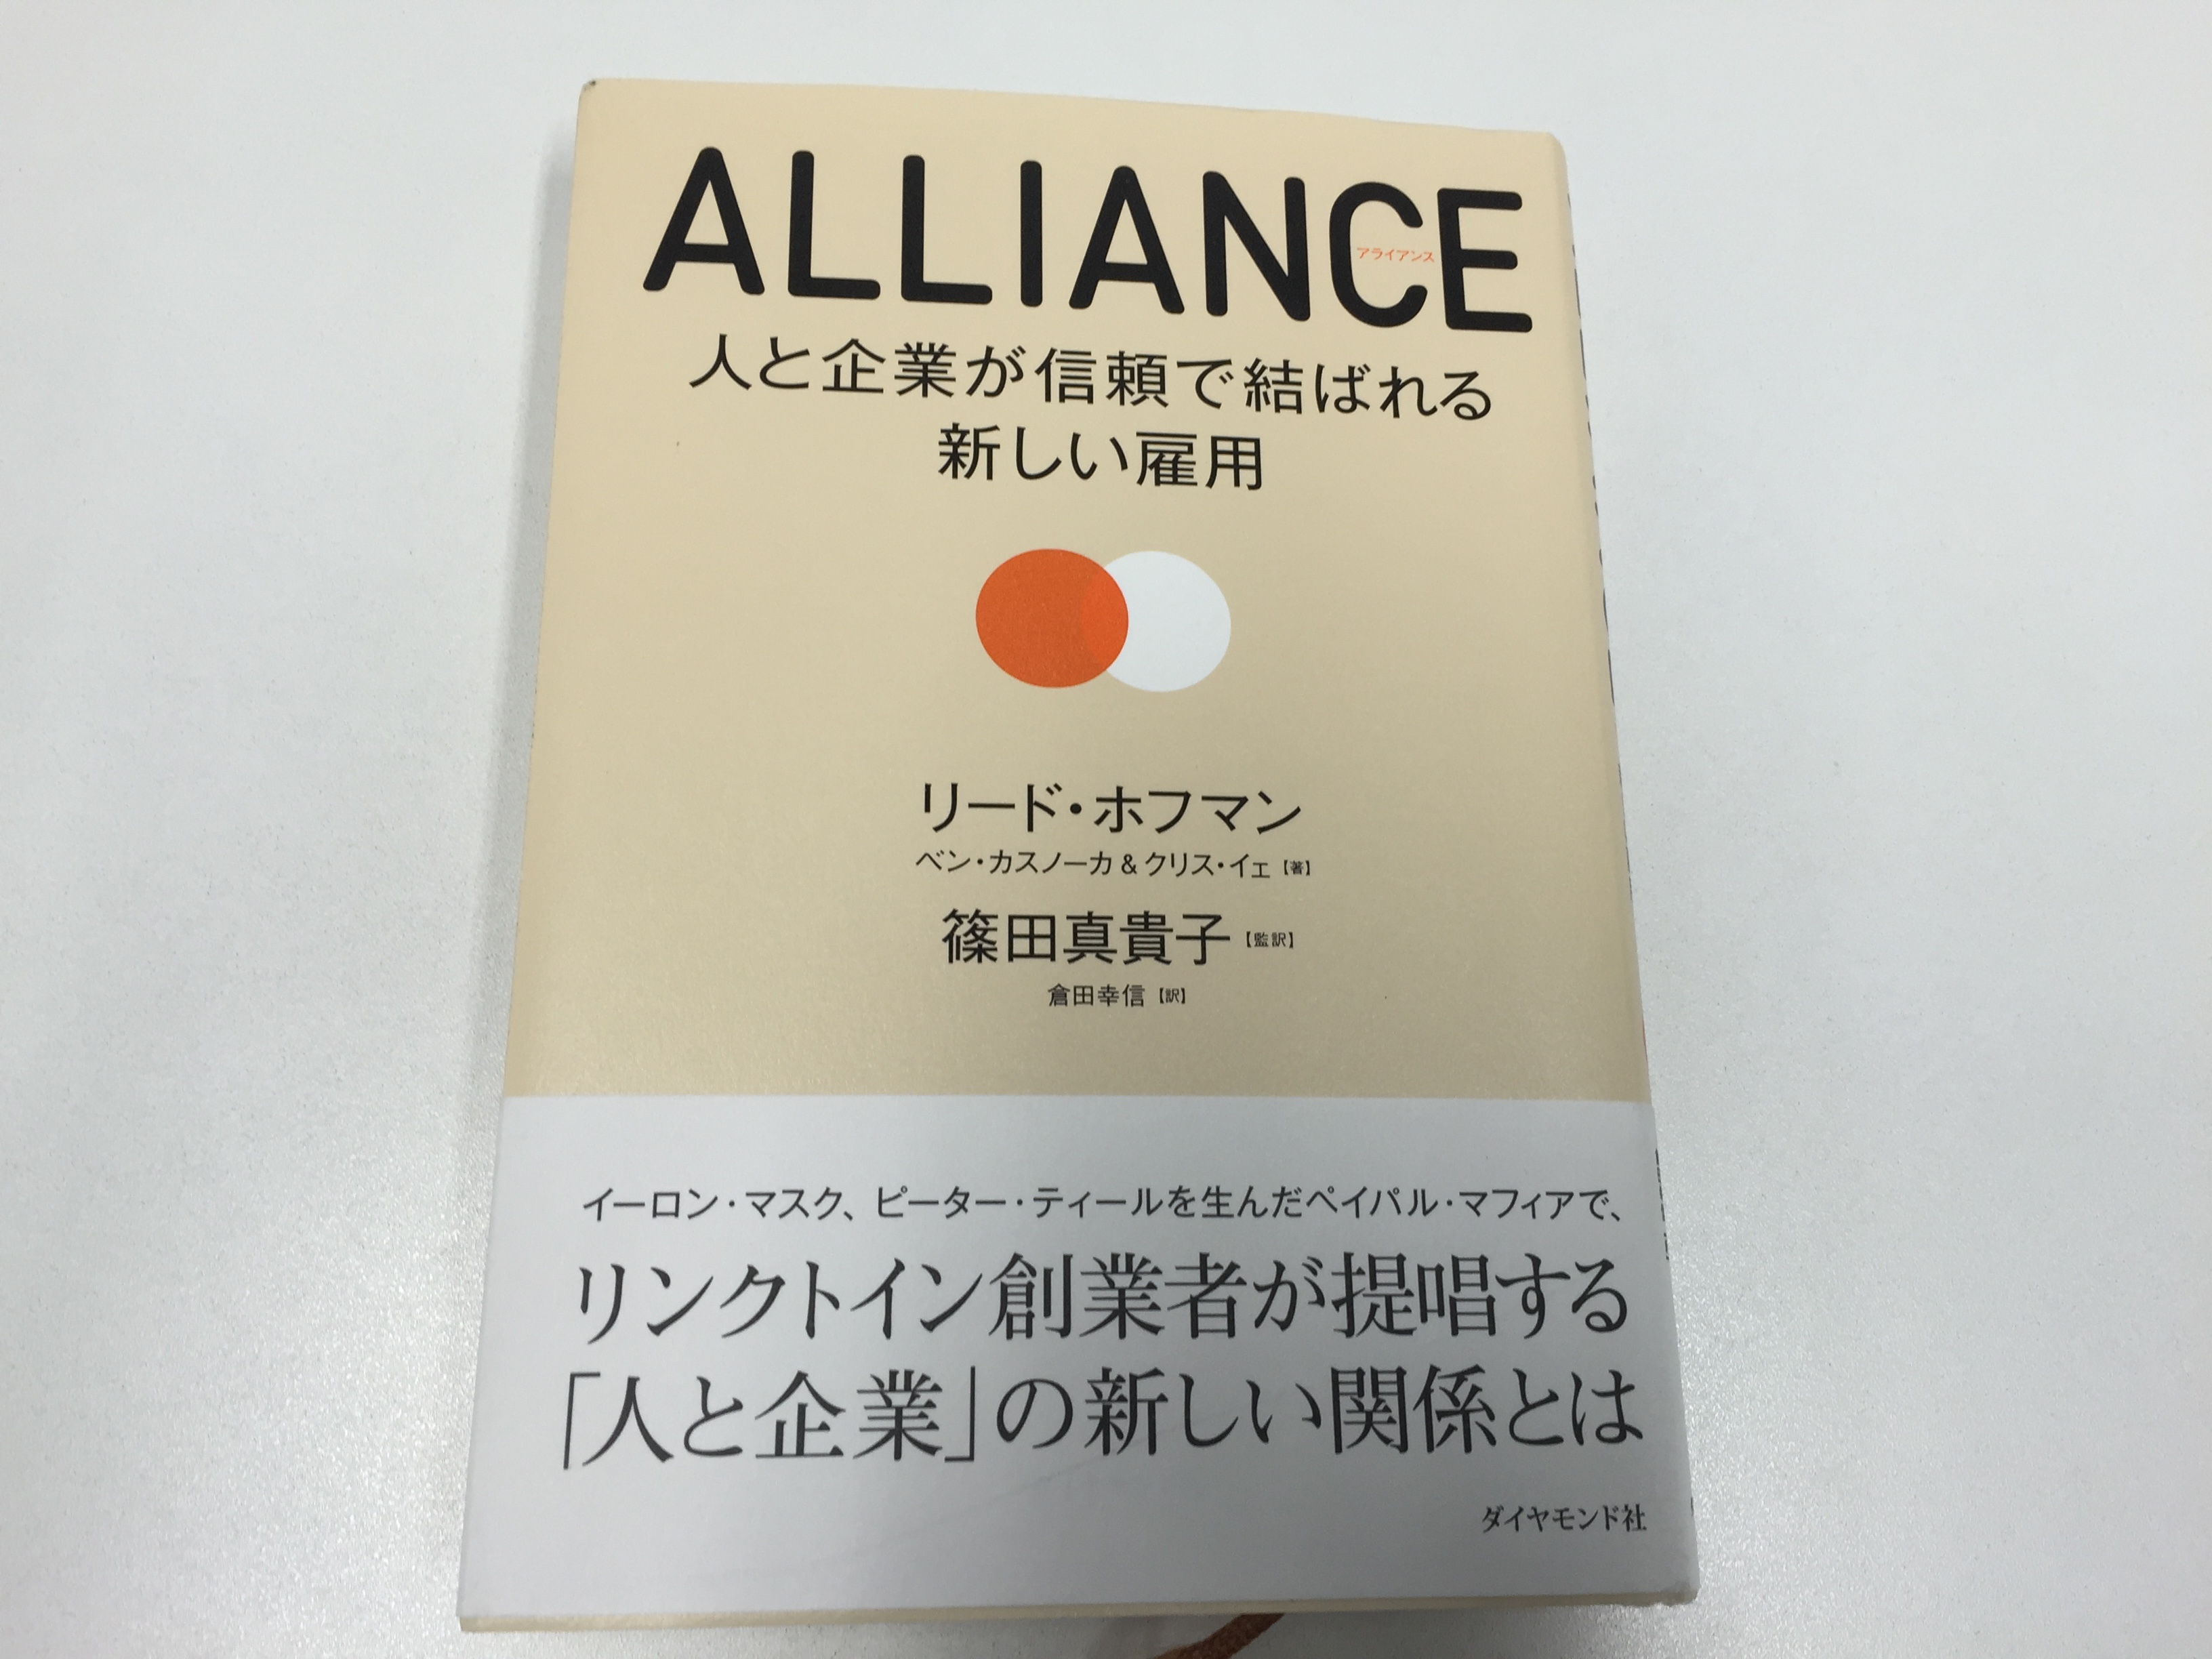 ALLIANCE
アライアンス
人と企業が信頼で結ばれる
新しい雇用
リード・ホフマン
ベン・カスノーカ & クリス・イェ【著】
篠田真貴子【監訳】
倉田幸信【訳】
イーロン・マスク、ピーター・ティールを生んだペイパル・マフィアで、
リンクトイン創業者が提唱する
「人と企業」の新しい関係とは
ダイヤモンド社